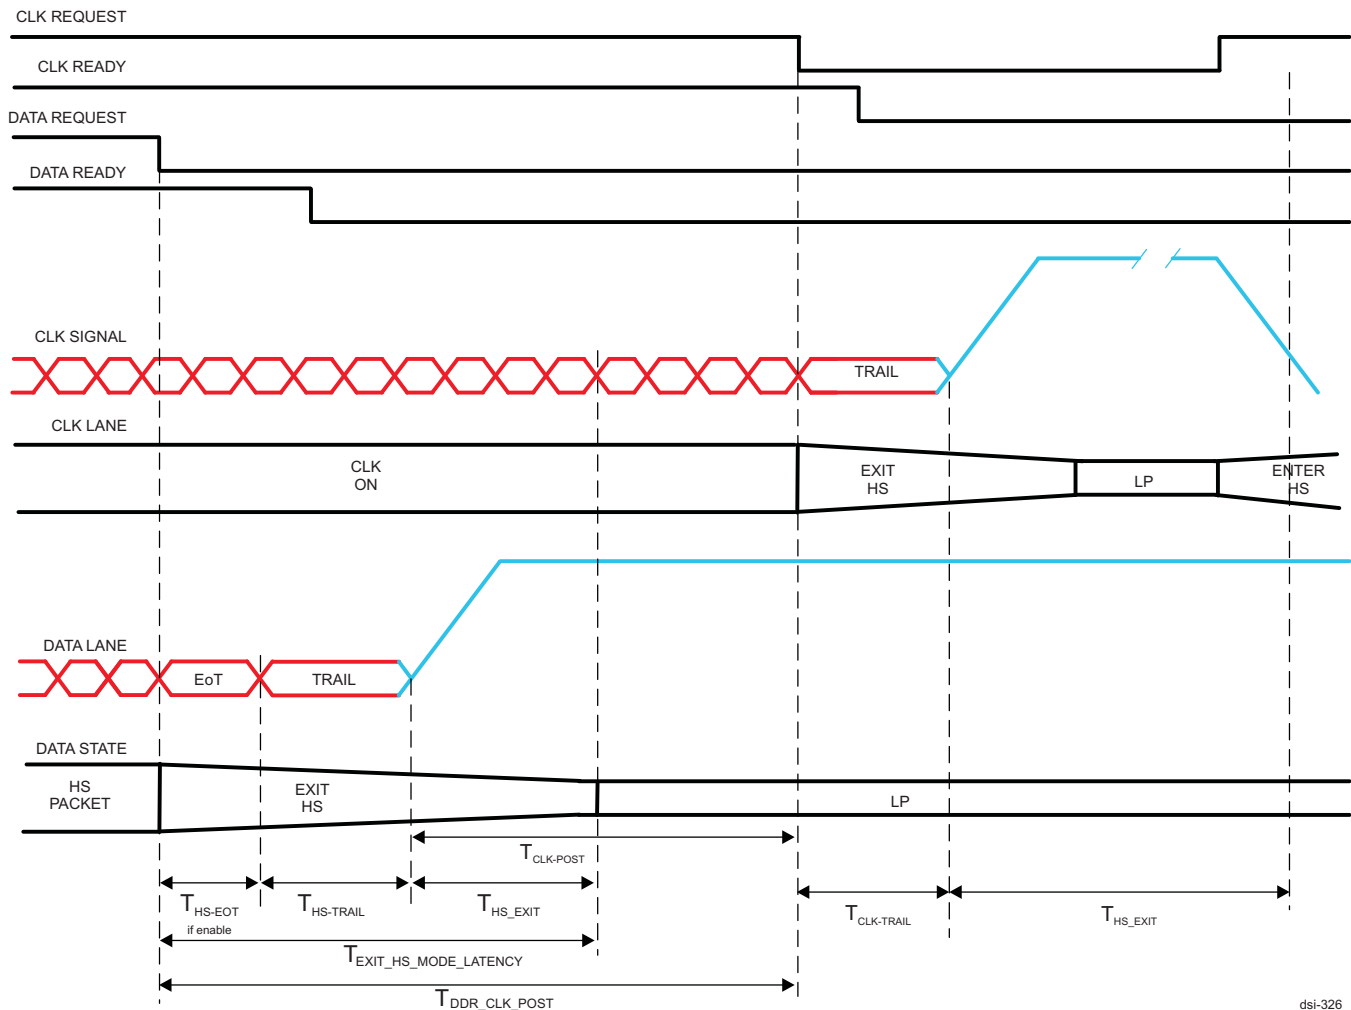 CLK REQUEST
CLK READY
DATA REQUEST
DATA READY
CLK SIGNAL
TRAIL
CLK LANE
CLK
ON
EXIT
HS
LP
ENTER
HS
DATA LANE
EoT
TRAIL
DATA STATE
HS
PACKET
EXIT
HS
LP
TCLK-POST
THS-EOT
if enable
THS-TRAIL
THS_EXIT
TCLK-TRAIL
THS_EXIT
TEXIT_HS_MODE_LATENCY
TDDR_CLK_POST
dsi-326